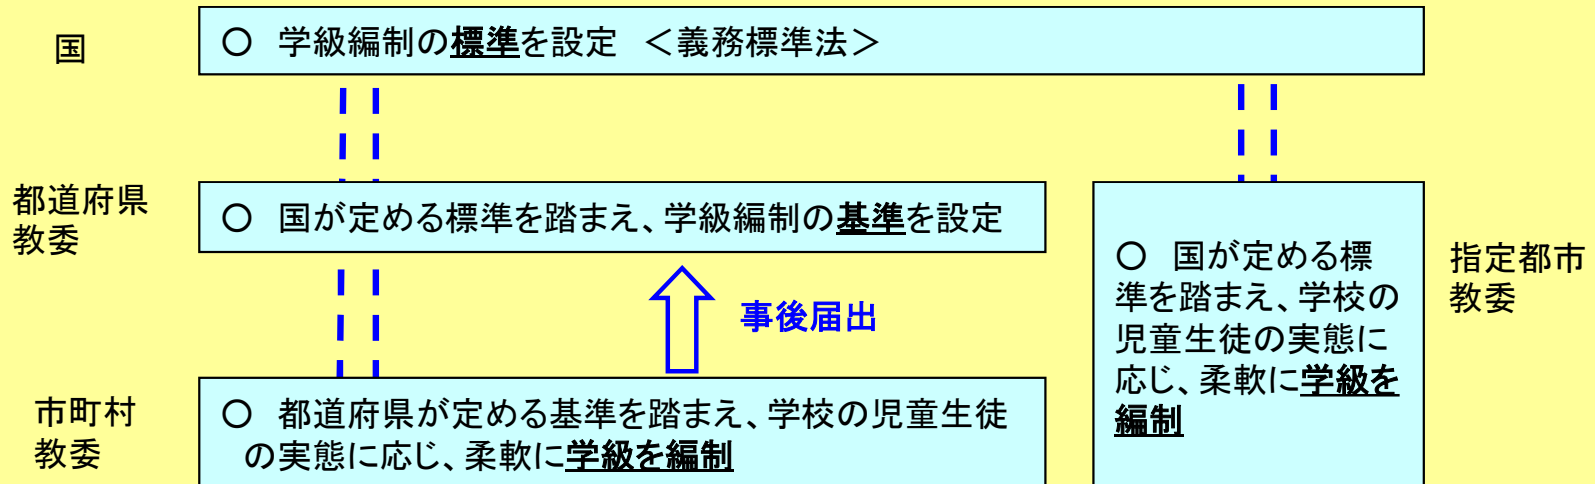 国
○　学級編制の標準を設定　＜義務標準法＞
都道府県
教委
○　国が定める標準を踏まえ、学級編制の基準を設定
事後届出
市町村
教委
○　都道府県が定める基準を踏まえ、学校の児童生徒
の実態に応じ、柔軟に学級を編制
○　国が定める標
準を踏まえ、学校の
児童生徒の実態に
応じ、柔軟に学級を
編制
指定都市
教委